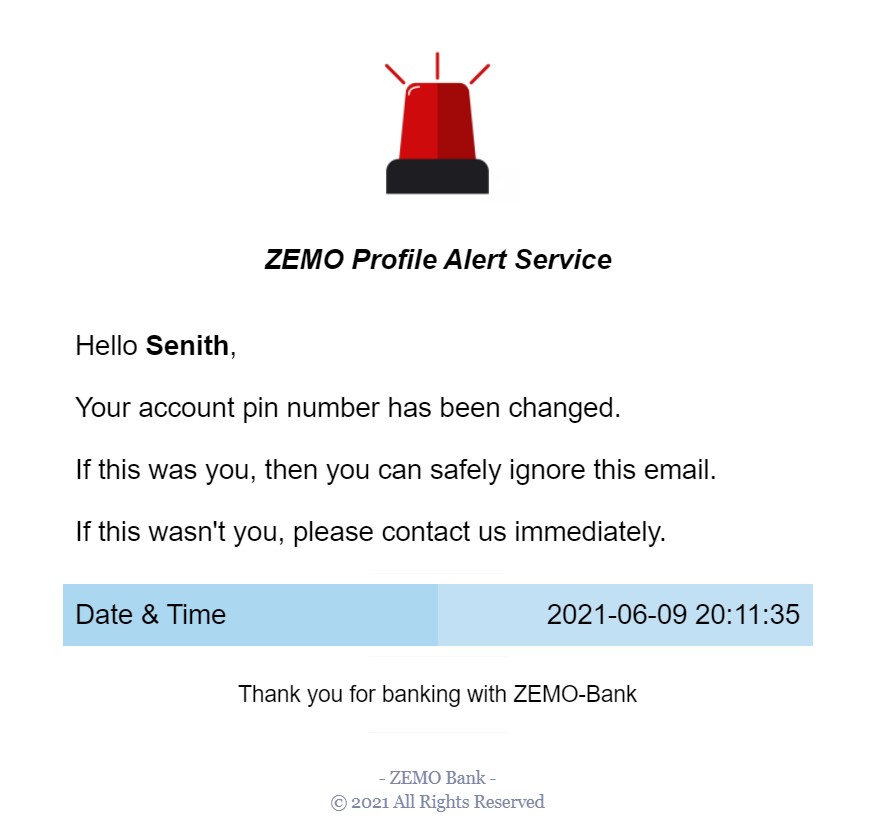 ZEMO Profile Alert Service
Hello Senith,
Your account pin number has been changed.
If this was you, then you can safely ignore this email.
If this wasn't you, please contact us immediately.
Date & Time 2021-06-09 20:11:35
Thank you for banking with ZEMO-Bank
- ZEMO Bank -
© 2021 All Rights Reserved